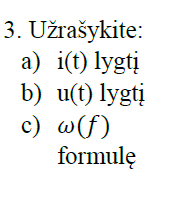 3. Užrašykite:
a) i(t) lygtį
b) u(t) lygtį
c) ω(f)
formulę